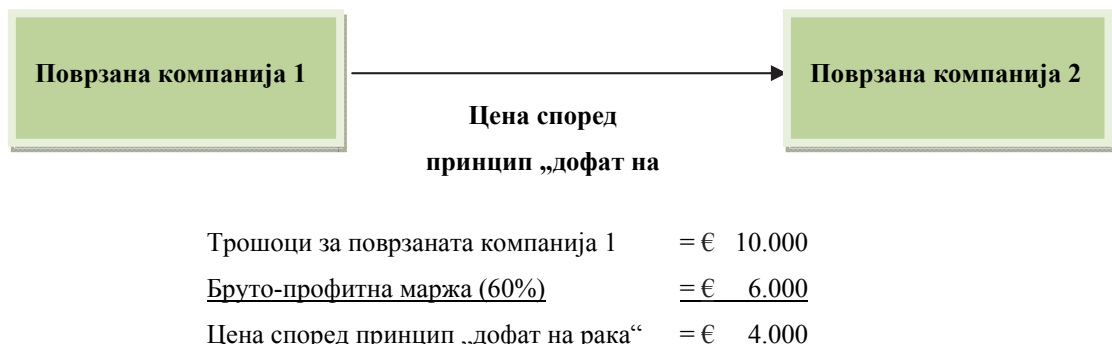 Поврзана компанија 1
Поврзана компанија 2
Цена според
принцип „дофат на
Трошоци за поврзаната компанија 1 = € 10.000
Бруто-профитна маржа (60%) = € 6.000
Цена според принцип „дофат на рака“ = € 4.000